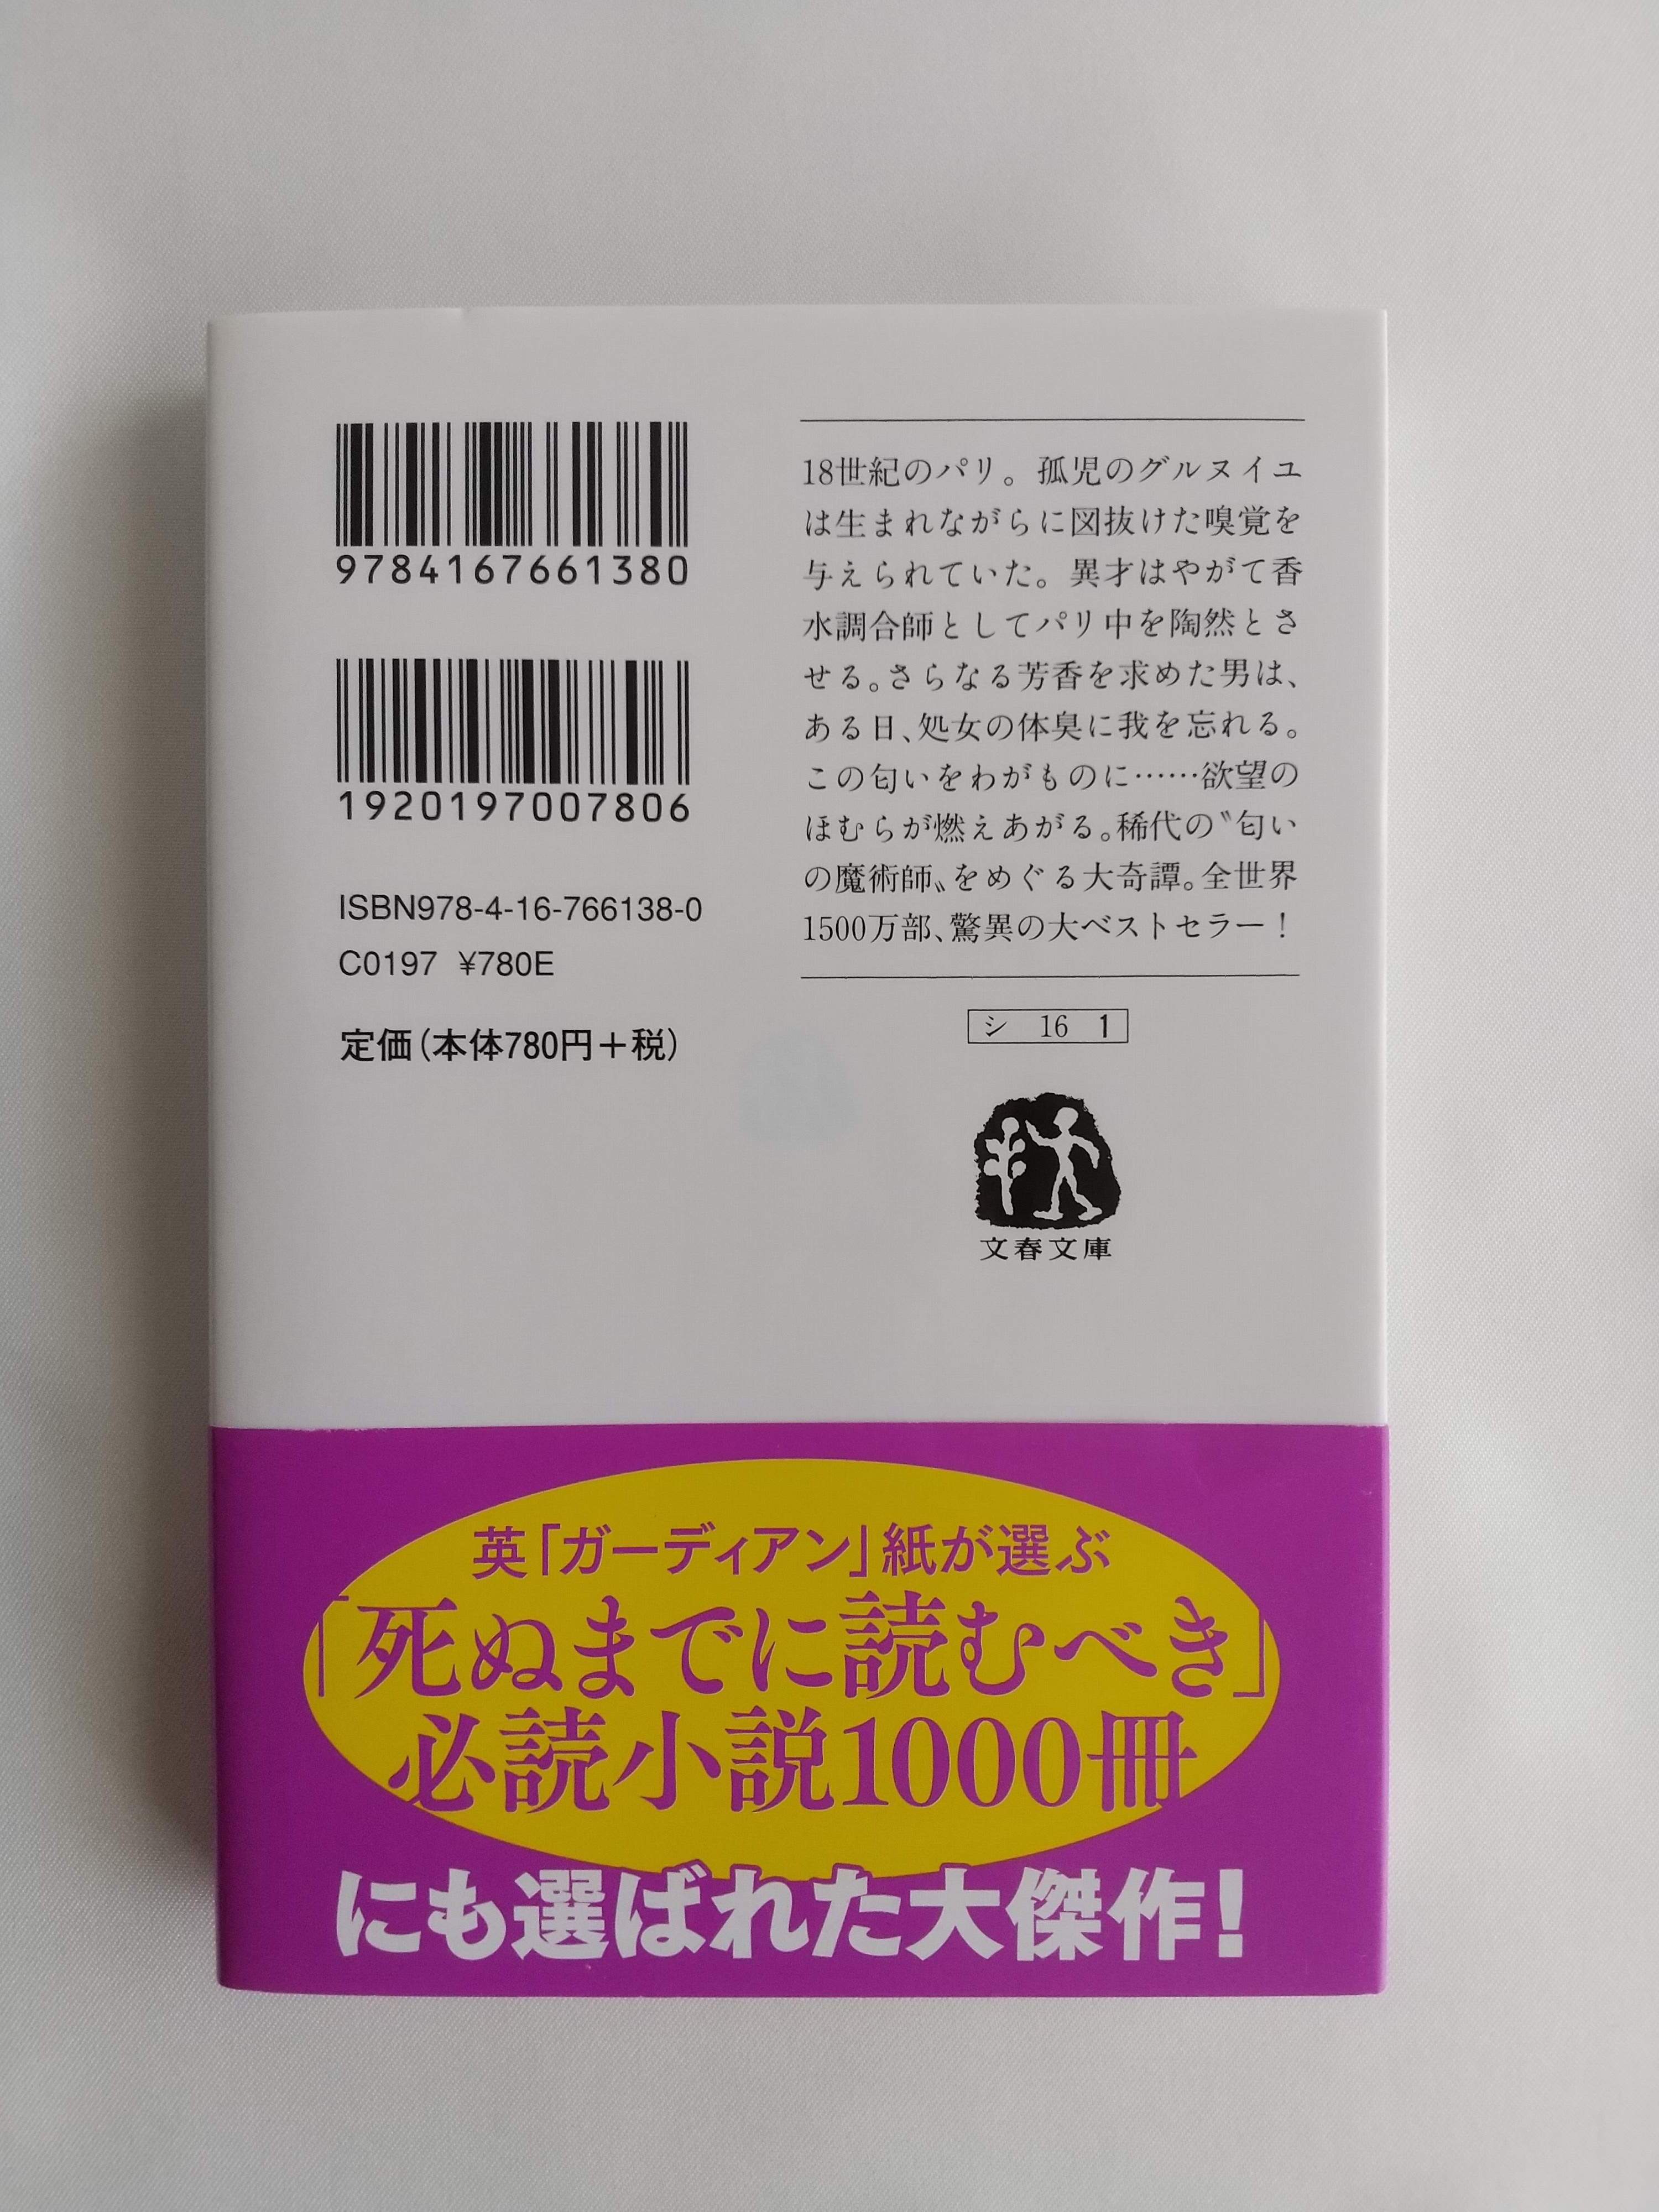 9784167661380
1920197007806
ISBN978-4-16-766138-0
C0197 ¥780E
定価(本体780円+税)
18世紀のパリ。孤児のグルヌイユ
は生まれながらに図抜けた嗅覚を
与えられていた。異才はやがて香
水調合師としてパリ中を陶然とさ
せる。さらなる芳香を求めた男は、
ある日、処女の体臭に我を忘れる。
この匂いをわがものに……欲望の
ほむらが燃えあがる。稀代の〝匂い
の魔術師〟をめぐる大奇譚。全世界
1500万部、驚異の大ベストセラー！
シ 16 1
文春文庫
英「ガーディアン」紙が選ぶ
「死ぬまでに読むべき」
必読小説1000冊
にも選ばれた大傑作！